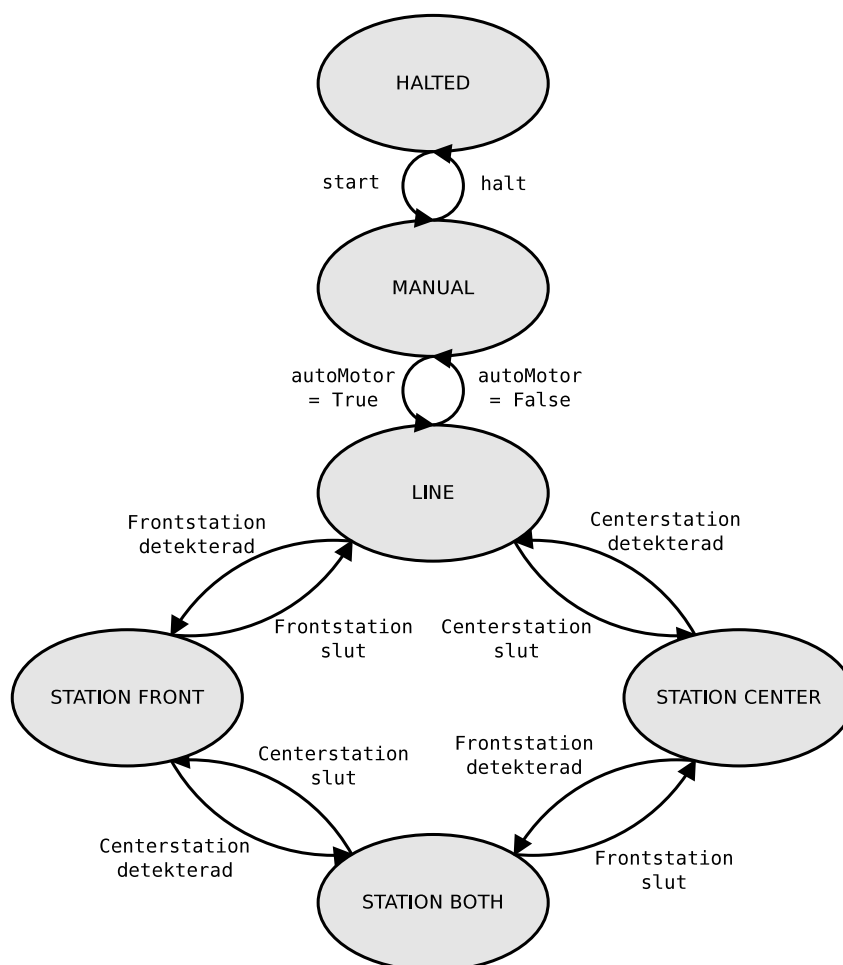 HALTED
start
halt
MANUAL
autoMotor
= True
autoMotor
= False
LINE
Frontstation
detekterad
Centerstation
detekterad
Frontstation
slut
Centerstation
slut
STATION FRONT
STATION CENTER
Centerstation
slut
Frontstation
detekterad
Centerstation
detekterad
Frontstation
slut
STATION BOTH